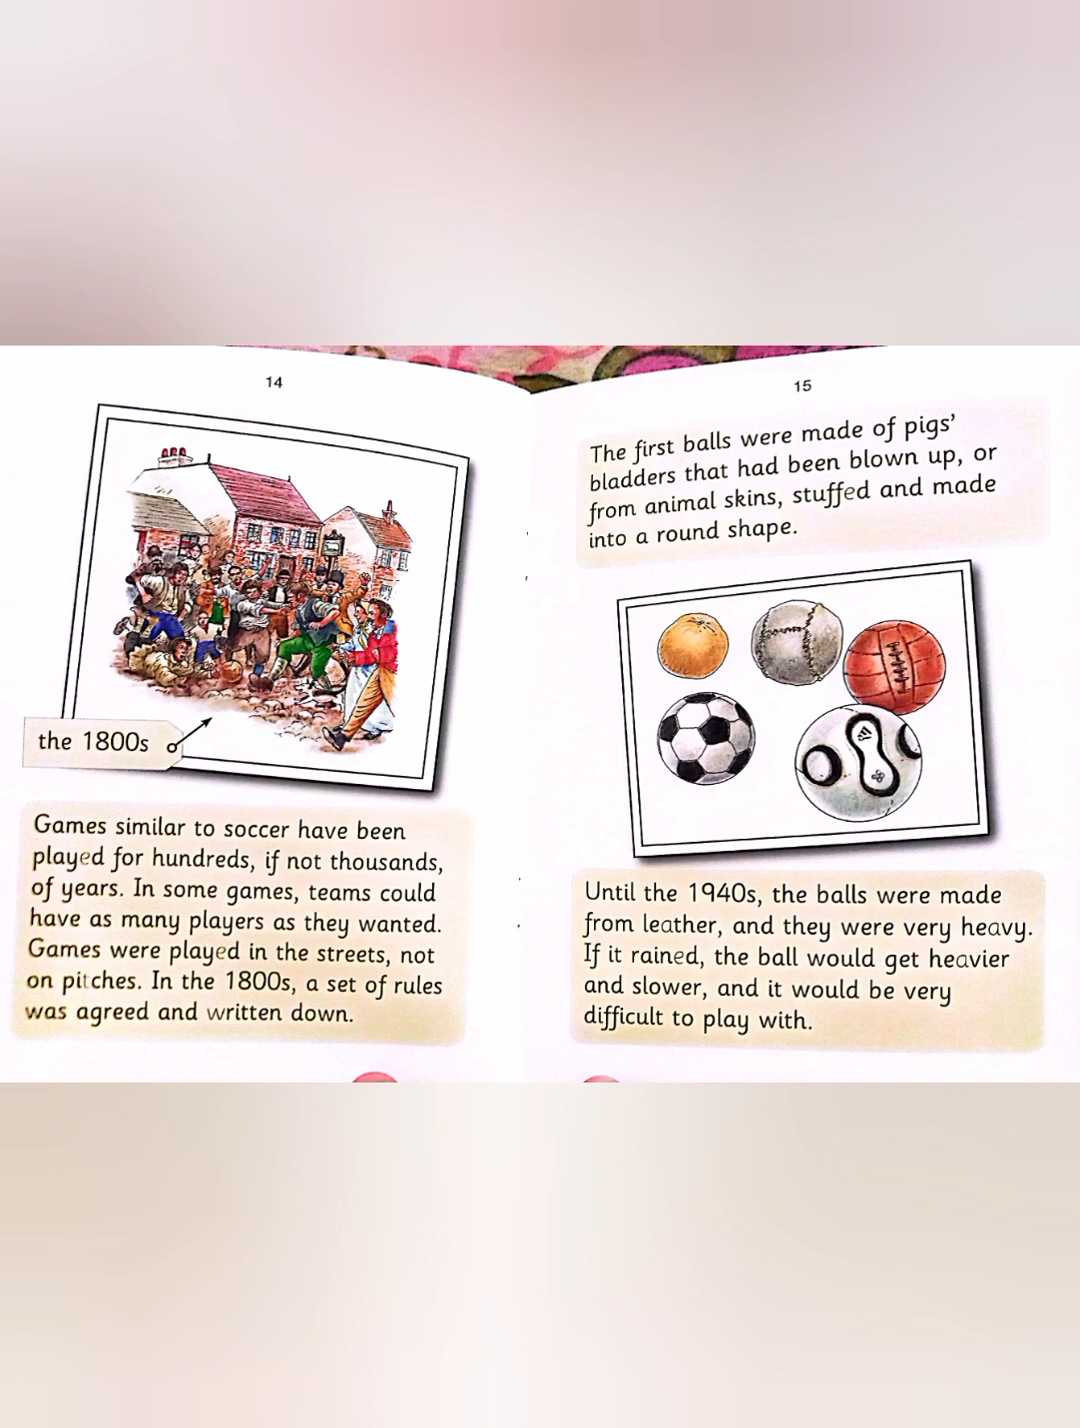 14
the 1800s
Games similar to soccer have been
played for hundreds, if not thousands,
of years. In some games, teams could
have as many players as they wanted.
Games were played in the streets, not
on pitches. In the 1800s, a set of rules
was agreed and written down.
15
The first balls were made of pigs’
bladders that had been blown up, or
from animal skins, stuffed and made
into a round shape.
Until the 1940s, the balls were made
from leather, and they were very heavy.
If it rained, the ball would get heavier
and slower, and it would be very
difficult to play with.